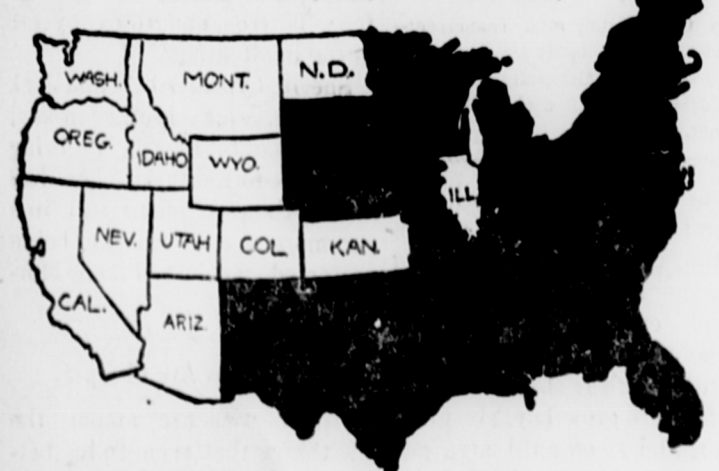 WASH.
MONT.
N.D.
OREG.
IDAHO
WYO.
ILL.
NEV.
UTAH
COL.
KAN.
CAL.
ARIZ.